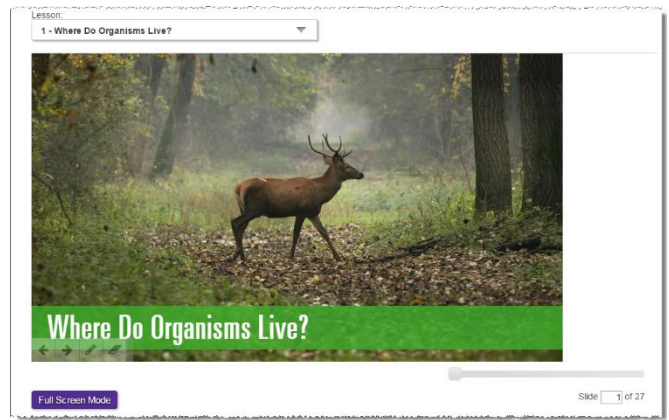 Lesson:
1 - Where Do Organisms Live?
Where Do Organisms Live?
Full Screen Mode
Slide 1 of 27